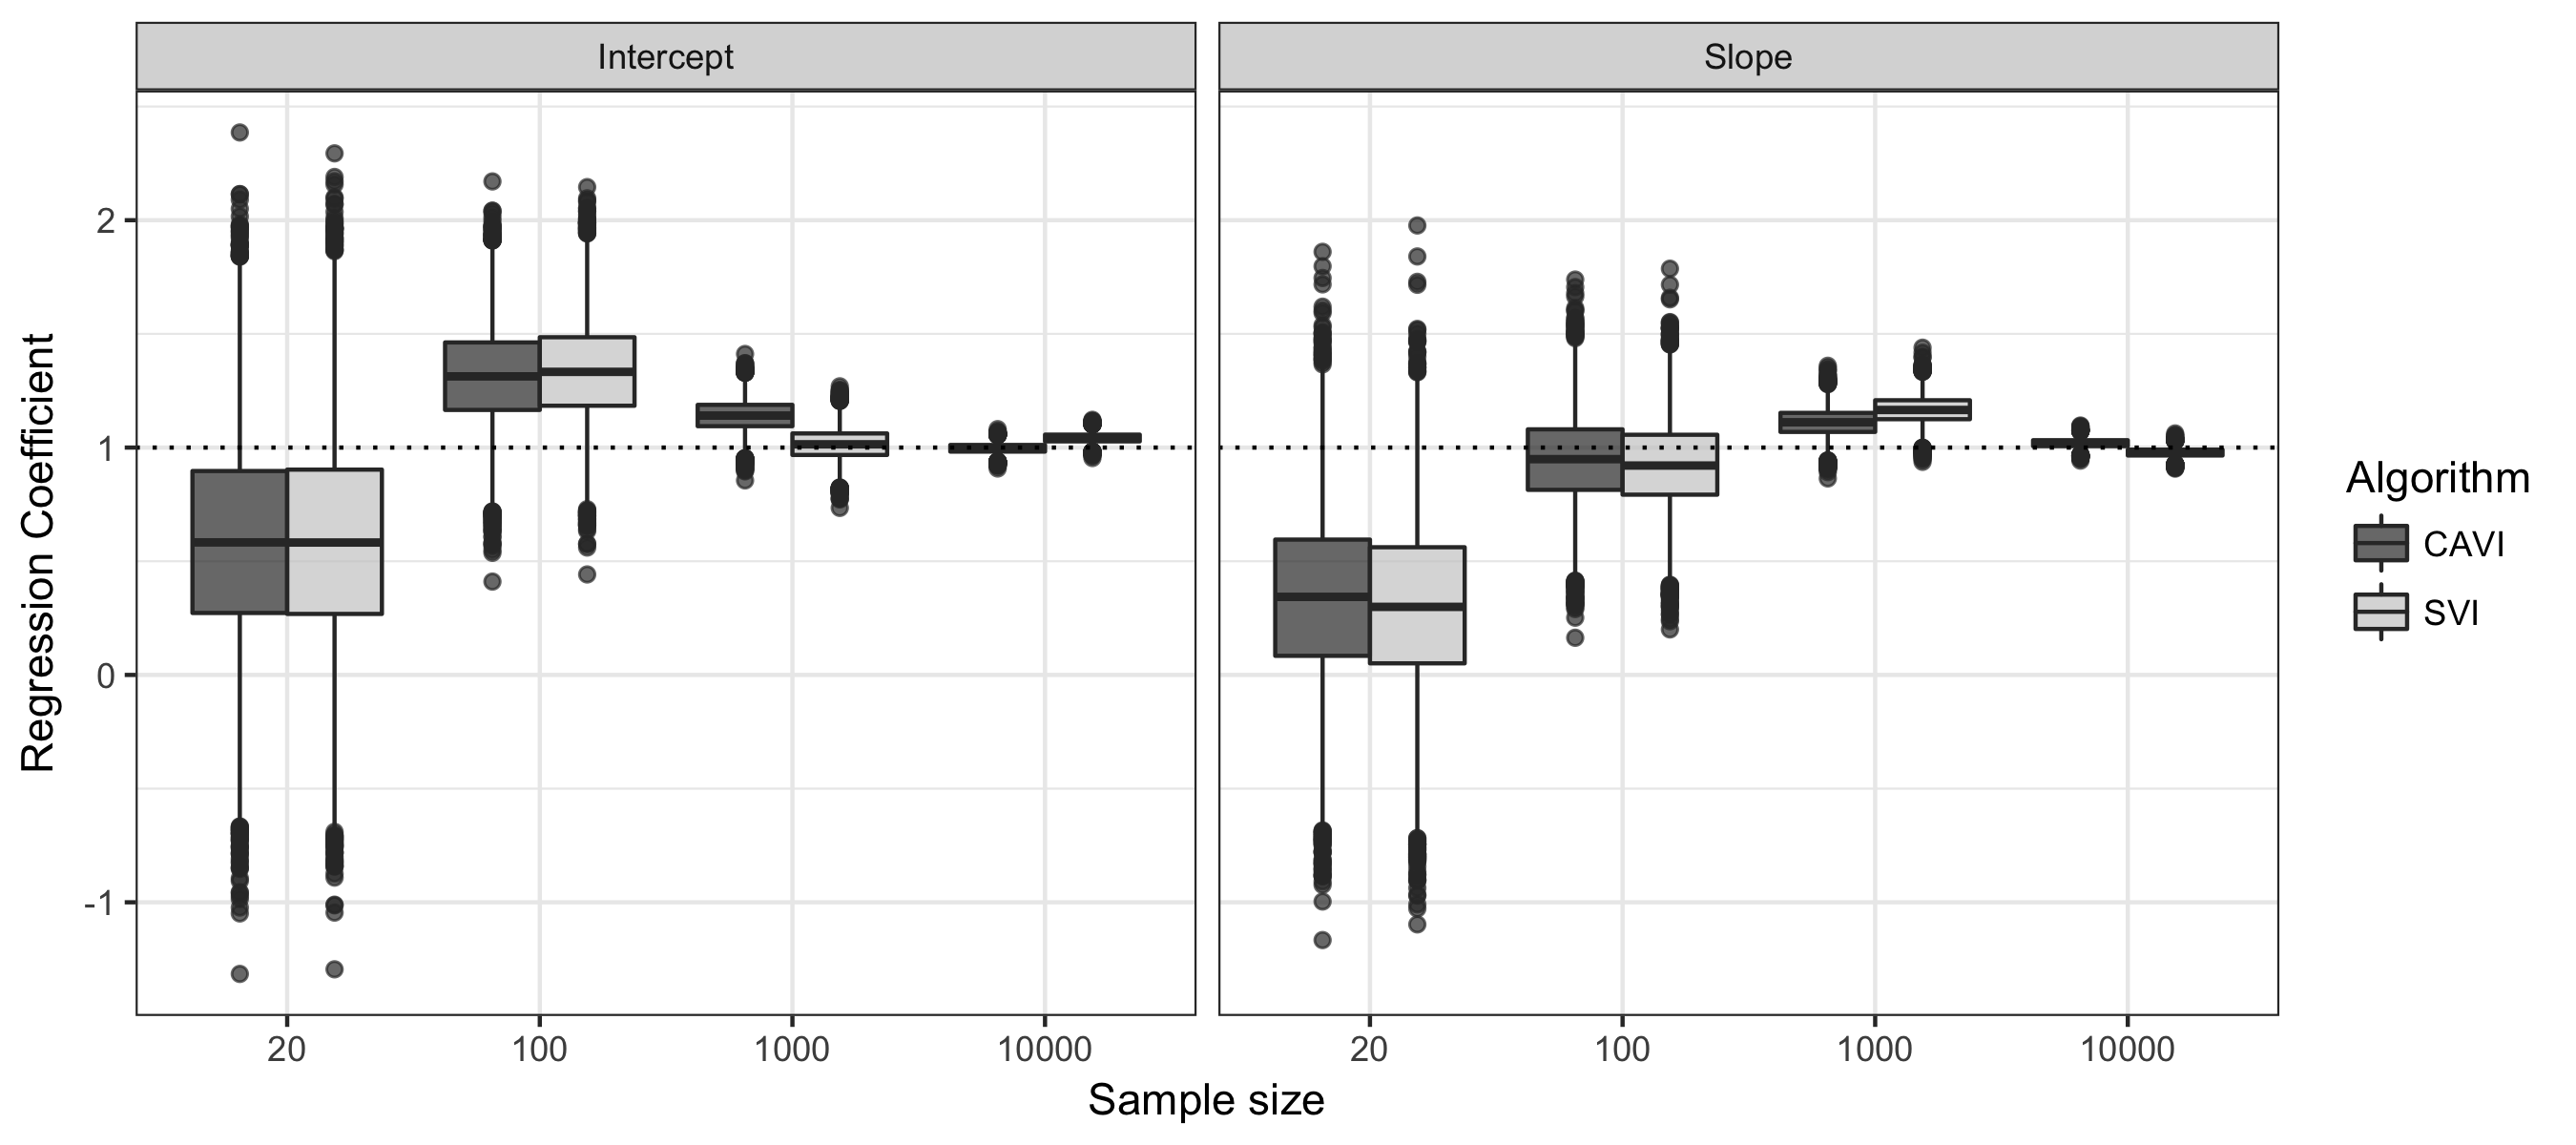 Intercept
Slope
Regression Coefficient
2
1
0
-1
20 100 1000 10000
20 100 1000 10000
Sample size
Algorithm
CAVI
SVI